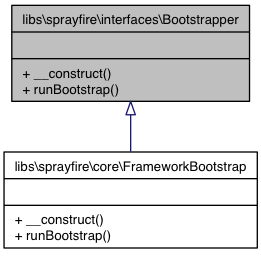 libs\sprayfire\interfaces\Bootstrapper
+ __construct()
+ runBootstrap()
libs\sprayfire\core\FrameworkBootstrap
+ __construct()
+ runBootstrap()